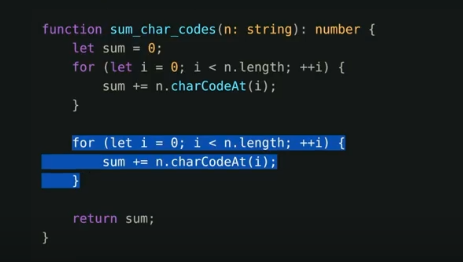 function sum_char_codes(n: string): number {
    let sum = 0;
    for (let i = 0; i < n.length; ++i) {
        sum += n.charCodeAt(i);
    }

    for (let i = 0; i < n.length; ++i) {
        sum += n.charCodeAt(i);
    }

    return sum;
}